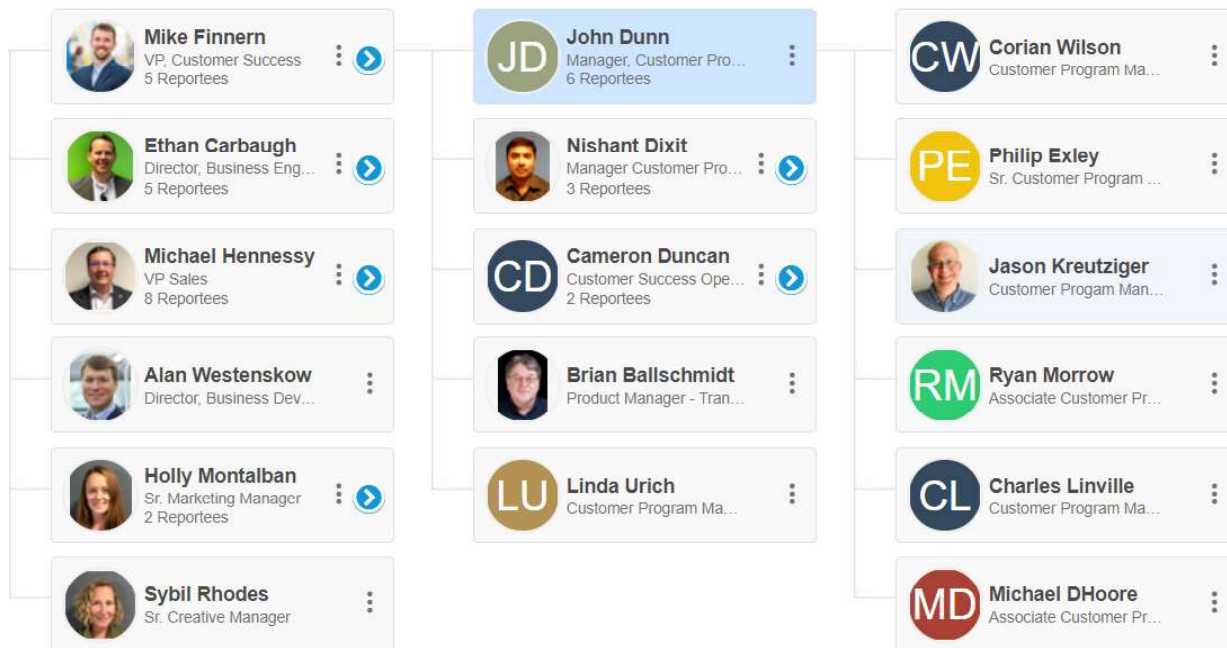 Mike Finnern
VP, Customer Success
5 Reportees
Ethan Carbaugh
Director, Business Eng...
5 Reportees
Michael Hennessy
VP Sales
8 Reportees
Alan Westenskow
Director, Business Dev...
Holly Montalban
Sr. Marketing Manager
2 Reportees
Sybil Rhodes
Sr. Creative Manager
JD
John Dunn
Manager, Customer Pro...
6 Reportees
Nishant Dixit
Manager Customer Pro...
3 Reportees
CD
Cameron Duncan
Customer Success Ope...
2 Reportees
Brian Ballschmidt
Product Manager - Tran...
LU
Linda Urich
Customer Program Ma...
CW
Corian Wilson
Customer Program Ma...
PE
Philip Exley
Sr. Customer Program ...
Jason Kreutziger
Customer Progam Man...
RM
Ryan Morrow
Associate Customer Pr...
CL
Charles Linville
Customer Program Ma...
MD
Michael DHoore
Associate Customer Pr...